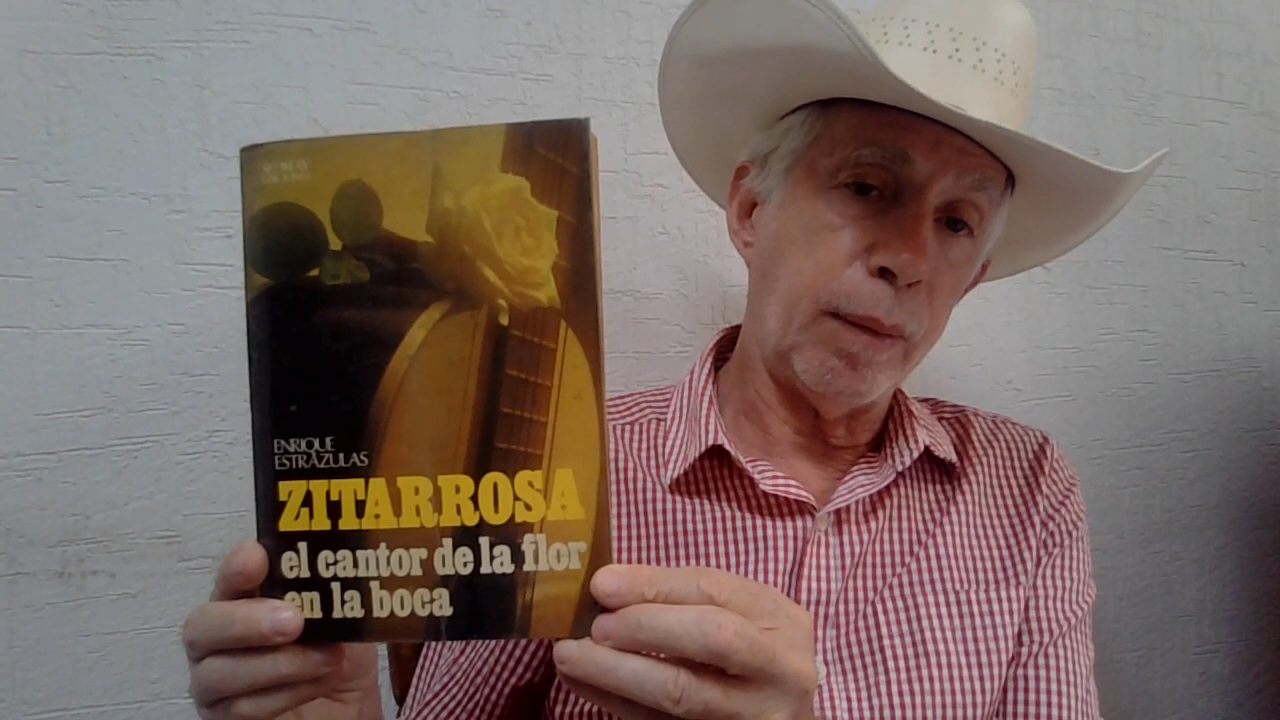 ENRIQUE
ESTRÁZULAS
ZITARROSA
el cantor de la flor
en la boca